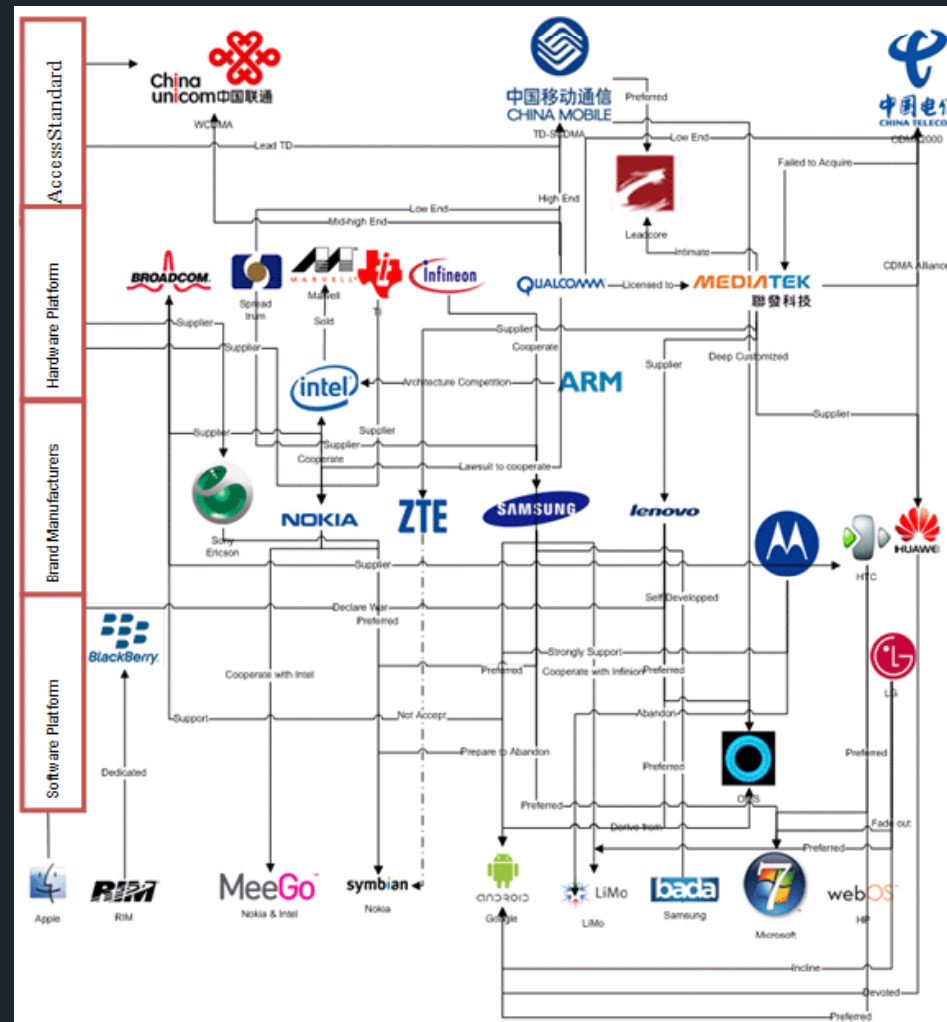 AccessStandard
China
unicom中国联通
WCDMA
中国移动通信
CHINA MOBILE
Preferred
中国电信
CHINA TELECOM
Lead TD
Low End
Failed to Acquire
High End
Leadcore
Low End
Mid-high End
Intimate
CDMA Alliance
Hardware Platform
BROADCOM.
Spread
trum
MARVELL
Marvell
TI
infineon
QUALCOMM
Licensed to
MEDIATEK
聯發科技
Supplier
Sold
Supplier
Cooperate
Supplier
Deep Customized
Supplier
intel
Architecture Competition
ARM
Supplier
Brand Manufacturers
Supplier
Supplier
Supplier
Cooperate
Lawsuit to cooperate
Sony
Ericson
NOKIA
ZTE
SAMSUNG
lenovo
HTC
HUAWEI
Supplier
Self Developped
Declare War
Preferred
Software Platform
BlackBerry.
Strongly Support
Cooperate with Intel
Preferred
Cooperate with Infinion
Preferred
LG
Support
Not Accept
Abandon
Prepare to Abandon
Preferred
Preferred
Dedicated
OMS
Preferred
Derive from
Fade out
Preferred
Apple
RIM
RIM
MeeGo
Nokia & Intel
symbian
Nokia
android
Google
LiMo
LiMo
bada
Samsung
7
Microsoft
webOS
HP
Incline
Devoted
Preferred